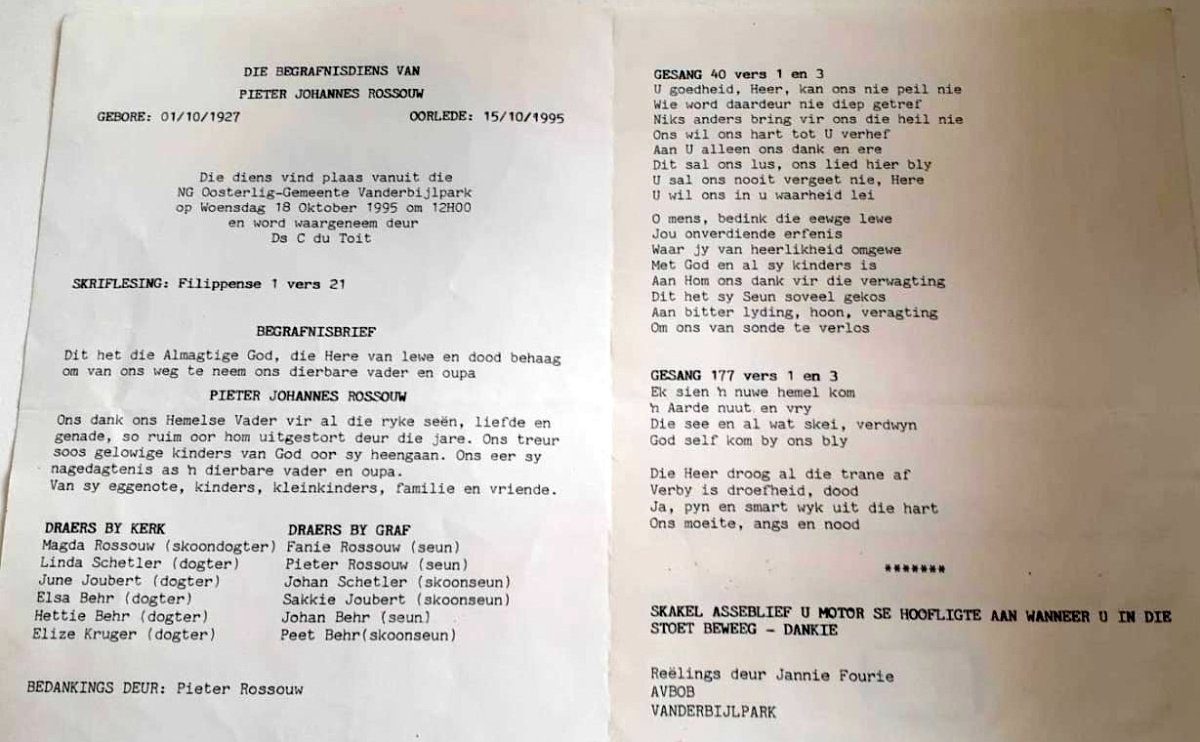 DIE BEGRAFNISDIENS VAN
PIETER JOHANNES ROSSOUW
GEBORE: 01/10/1927 OORLEDE: 15/10/1995
Die diens vind plaas vanuit die
NG Oosterlig-Gemeente Vanderbijlpark
op Woensdag 18 Oktober 1995 om 12H00
en word waargeneem deur
Ds C du Toit
SKRIFLESING: Filippense 1 vers 21
BEGRAFNISBRIEF
Dit het die Almagtige God, die Here van lewe en dood behaag
om van ons weg te neem ons dierbare vader en oupa
PIETER JOHANNES ROSSOUW
Ons dank ons Hemelse Vader vir al die ryke seën, liefde en
genade, so ruim oor hom uitgestort deur die jare. Ons treur
soos gelowige kinders van God oor sy heengaan. Ons eer sy
nagedagtenis as 'n dierbare vader en oupa.
Van sy eggenote, kinders, kleinkinders, familie en vriende.
DRAERS BY KERK DRAERS BY GRAF
Magda Rossouw (skoondogter) Fanie Rossouw (seun)
Linda Schetler (dogter) Pieter Rossouw (seun)
June Joubert (dogter) Johan Schetler (skoonseun)
Elsa Behr (dogter) Sakkie Joubert (skoonseun)
Hettie Behr (dogter) Johan Behr (seun)
Elize Kruger (dogter) Peet Behr(skoonseun)
BEDANKINGS DEUR: Pieter Rossouw
GESANG 40 vers 1 en 3
U goedheid, Heer, kan ons nie peil nie
Wie word daardeur nie diep getref
Niks anders bring vir ons die heil nie
Ons wil ons hart tot U verhef
Aan U alleen ons dank en ere
Dit sal ons lus, ons lied hier bly
U sal ons nooit vergeet nie, Here
U wil ons in u waarheid lei
O mens, bedink die eewge lewe
Jou onverdiende erfenis
Waar jy van heerlikheid omgewe
Met God en al sy kinders is
Aan Hom ons dank vir die verwagting
Dit het sy Seun soveel gekos
Aan bitter lyding, hoon, veragting
Om ons van sonde te verlos
GESANG 177 vers 1 en 3
Ek sien 'n nuwe hemel kom
'n Aarde nuut en vry
Die see en al wat skei, verdwyn
God self kom by ons bly
Die Heer droog al die trane af
Verby is droefheid, dood
Ja, pyn en smart wyk uit die hart
Ons moeite, angs en nood
*******
SKAKEL ASSEBLIEF U MOTOR SE HOOFLIGTE AAN WANNEER U IN DIE
STOET BEWEEG - DANKIE
Reëlings deur Jannie Fourie
AVBOB
VANDERBIJLPARK